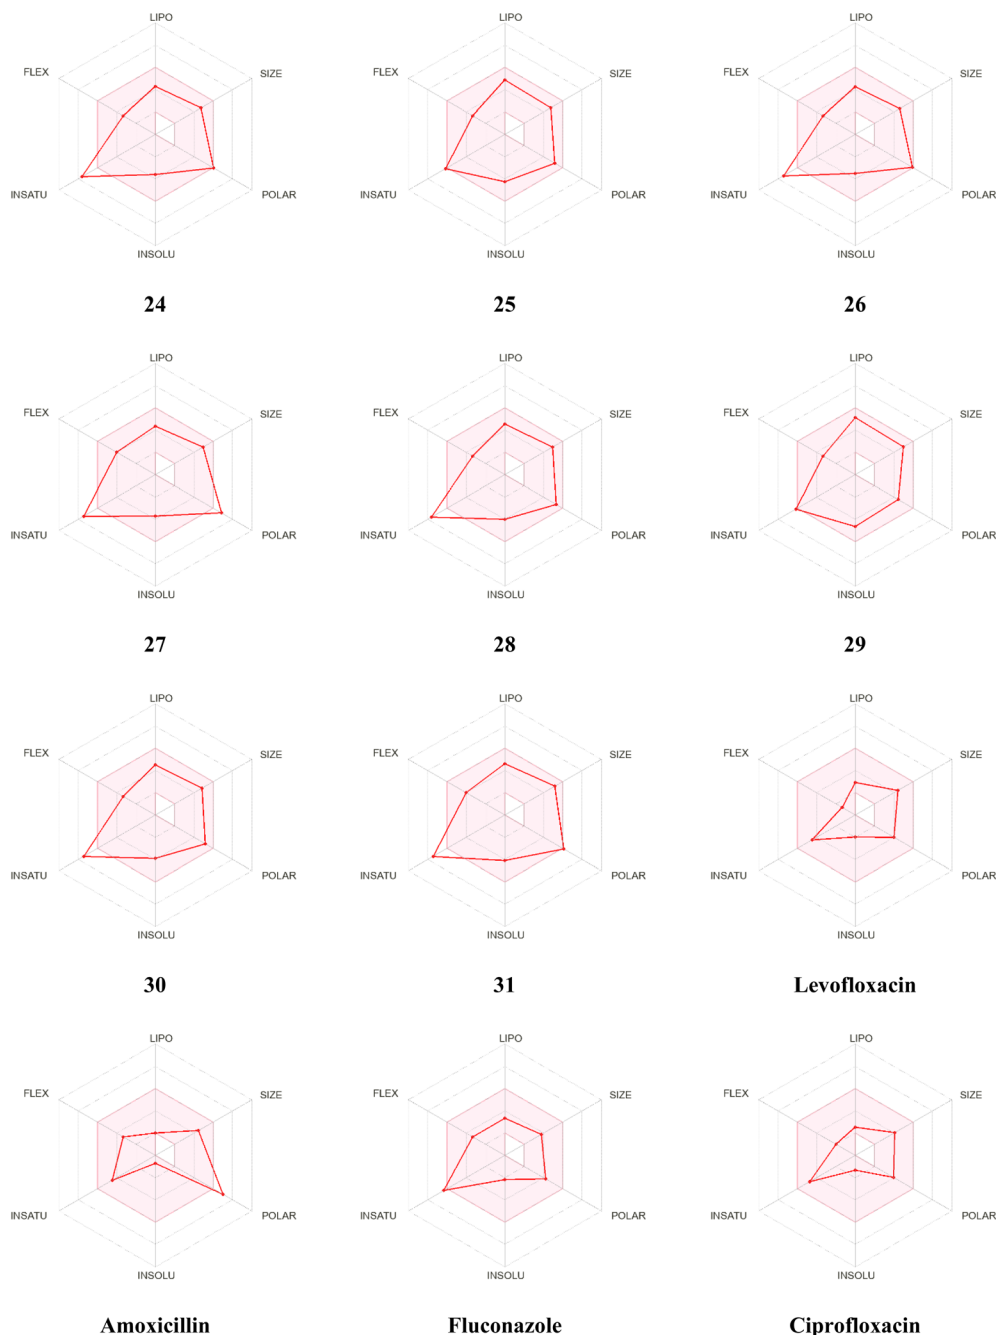 LIPO LIPO LIPO
FLEX SIZE FLEX SIZE FLEX SIZE
INSATU POLAR INSATU POLAR INSATU POLAR
INSOLU INSOLU INSOLU
24 25 26
LIPO LIPO LIPO
FLEX SIZE FLEX SIZE FLEX SIZE
INSATU POLAR INSATU POLAR INSATU POLAR
INSOLU INSOLU INSOLU
27 28 29
LIPO LIPO LIPO
FLEX SIZE FLEX SIZE FLEX SIZE
INSATU POLAR INSATU POLAR INSATU POLAR
INSOLU INSOLU INSOLU
30 31 Levofloxacin
LIPO LIPO LIPO
FLEX SIZE FLEX SIZE FLEX SIZE
INSATU POLAR INSATU POLAR INSATU POLAR
INSOLU INSOLU INSOLU
Amoxicillin Fluconazole Ciprofloxacin